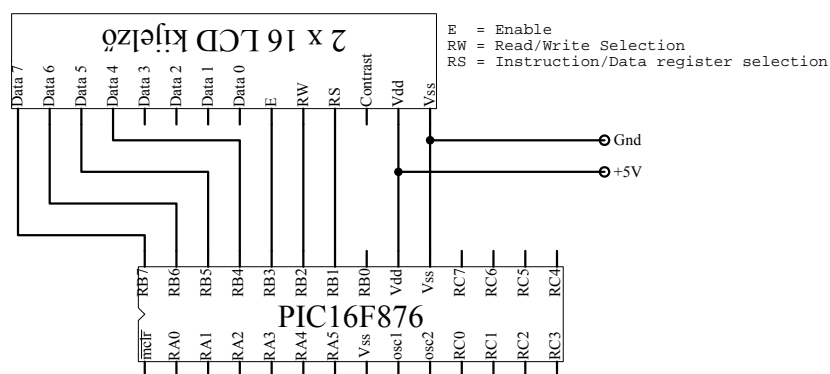 2 x 16 LCD kijelző
E = Enable
RW = Read/Write Selection
RS = Instruction/Data register selection
Data 7
Data 6
Data 5
Data 4
Data 3
Data 2
Data 1
Data 0
E
RW
RS
Contrast
Vdd
Vss
Gnd
+5V
RB7
RB6
RB5
RB4
RB3
RB2
RB1
RB0
Vdd
Vss
RC7
RC6
RC5
RC4
PIC16F876
mclr
RA0
RA1
RA2
RA3
RA4
RA5
Vss
osc1
osc2
RC0
RC1
RC2
RC3